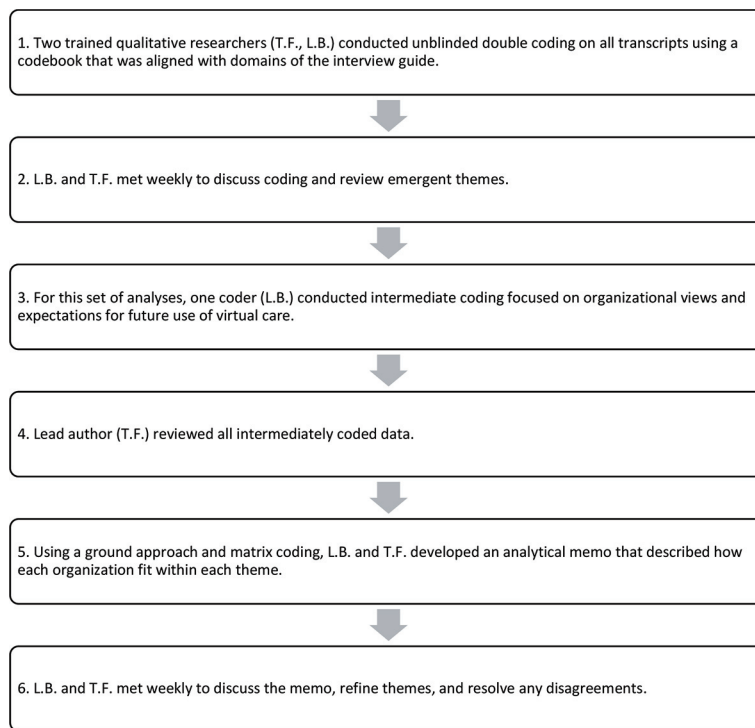 1. Two trained qualitative researchers (T.F., L.B.) conducted unblinded double coding on all transcripts using a
codebook that was aligned with domains of the interview guide.
2. L.B. and T.F. met weekly to discuss coding and review emergent themes.
3. For this set of analyses, one coder (L.B.) conducted intermediate coding focused on organizational views and
expectations for future use of virtual care.
4. Lead author (T.F.) reviewed all intermediately coded data.
5. Using a ground approach and matrix coding, L.B. and T.F. developed an analytical memo that described how
each organization fit within each theme.
6. L.B. and T.F. met weekly to discuss the memo, refine themes, and resolve any disagreements.